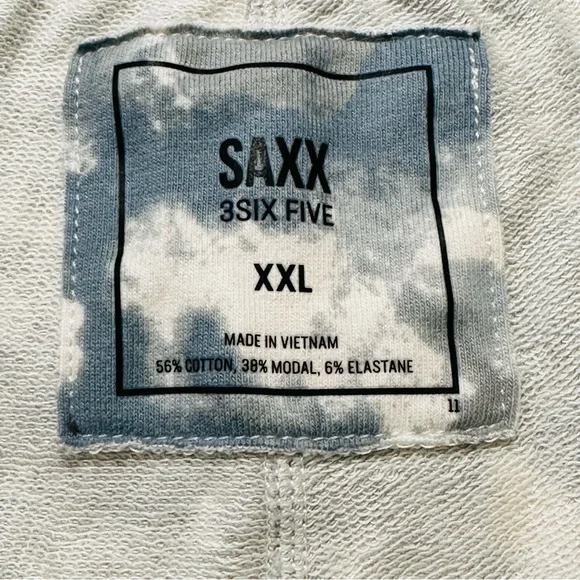 SAXX
3SIX FIVE
XXL
MADE IN VIETNAM
56% COTTON, 38% MODAL, 6% ELASTANE
11